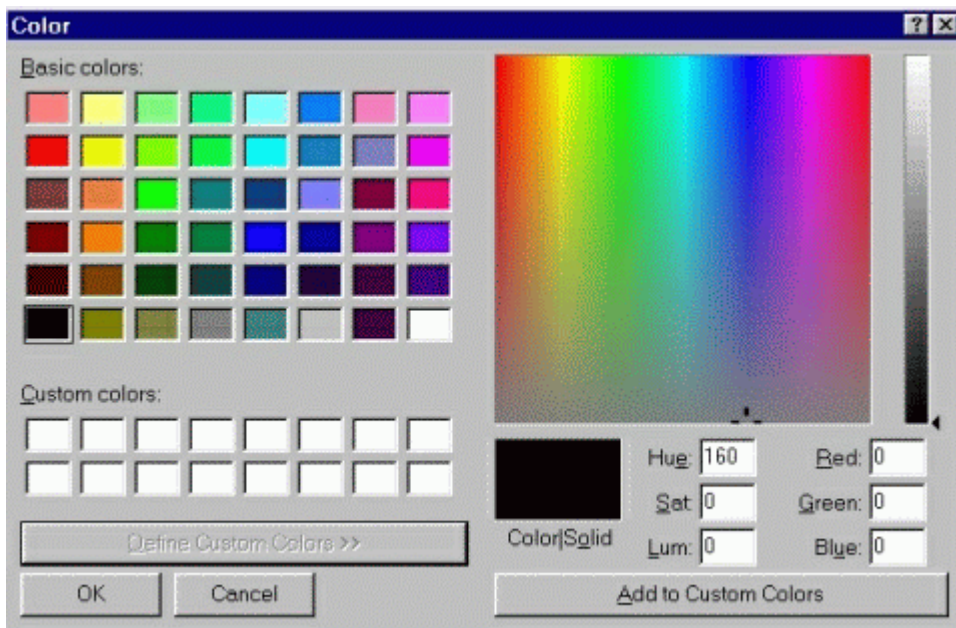 Color
Basic colors:
Custom colors:
Define Custom Colors >>
OK
Cancel
Color|Solid
Hue: 160
Sat: 0
Lum: 0
Red: 0
Green: 0
Blue: 0
Add to Custom Colors